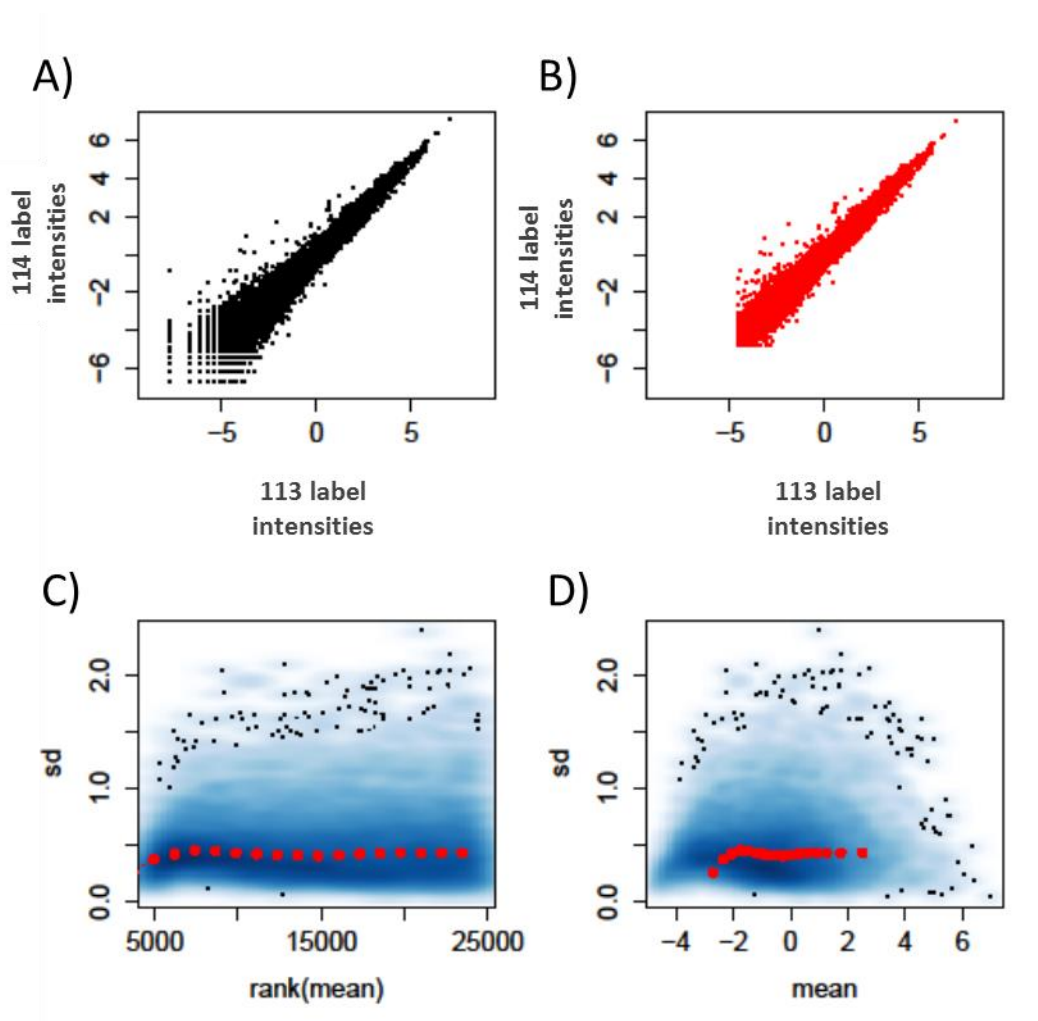 A)
B)
6
4
2
−2
−6
114 label
intensities
−5
0
5
113 label
intensities
6
4
2
−2
−6
114 label
intensities
−5
0
5
113 label
intensities
C)
D)
2.0
1.0
0.0
sd
5000
15000
25000
rank(mean)
2.0
1.0
0.0
sd
−4
−2
0
2
4
6
mean